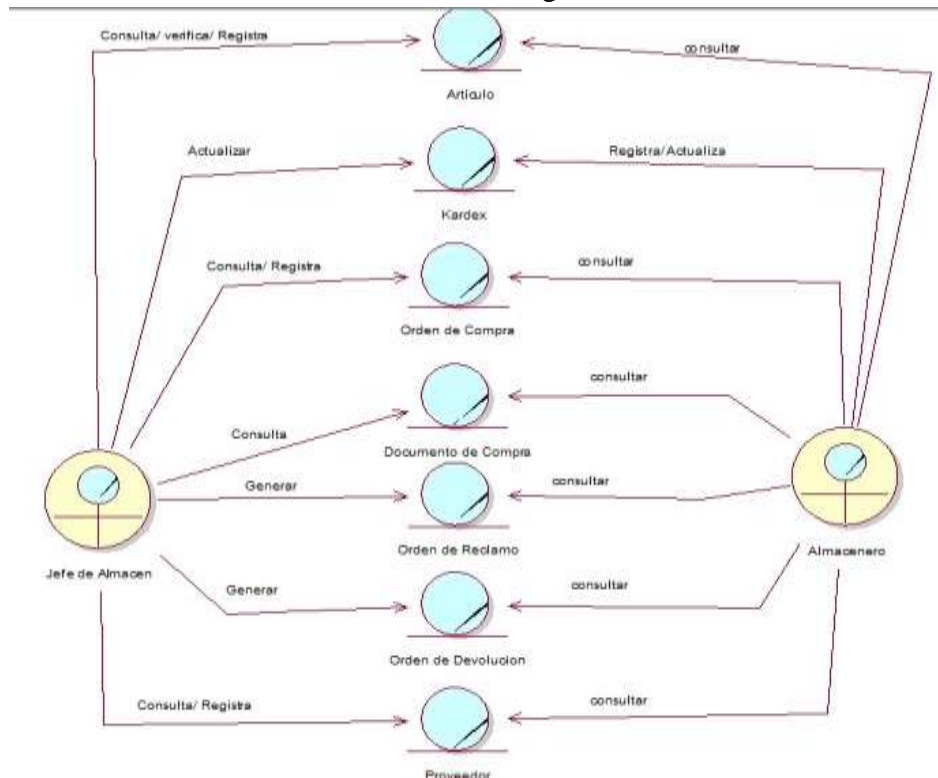 Consulta/ verifica/ Registra
consultar
Artículo
Actualizar
Registra/Actualiza
Kardex
Consulta/ Registra
consultar
Orden de Compra
consultar
Consulta
Documento de Compra
Generar
consultar
Orden de Reclamo
Almacenero
Jefe de Almacen
Generar
consultar
Orden de Devolucion
Consulta/ Registra
consultar
Proveedor